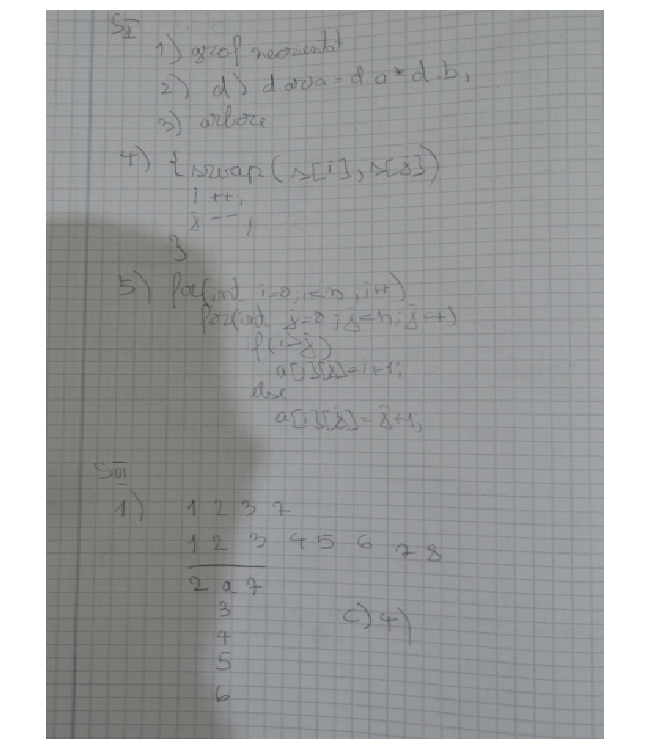 SII
1) graf neorientat
2) d) d.aria = d.a * d.b;
3) arbore
4) { swap(s[i], s[j])
i++;
j--;
}
5) for(int i=0; i<n; i++)
for(int j=0; j<n; j++)
if(i>j)
a[i][j]=i+1;
else
a[i][j]=j+1;
SIII
1) 1 2 3 7
1 2 3 4 5 6 7 8
2 a 7
3
4 c) 4)
5
6